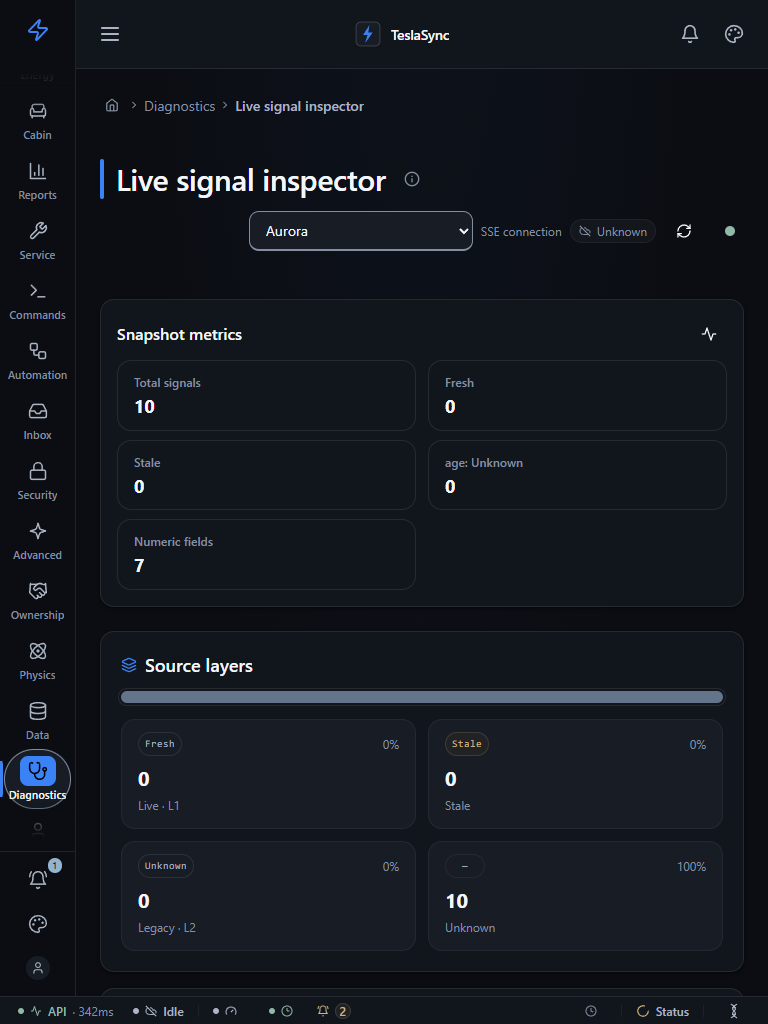 TeslaSync
Energy
Cabin
Reports
Service
Commands
Automation
Inbox
Security
Advanced
Ownership
Physics
Data
Diagnostics
1
Diagnostics
Live signal inspector
Live signal inspector
Aurora
SSE connection
Unknown
Snapshot metrics
Total signals
10
Fresh
0
Stale
0
age: Unknown
0
Numeric fields
7
Source layers
Fresh
0%
0
Live · L1
Stale
0%
0
Stale
Unknown
0%
0
Legacy · L2
–
100%
10
Unknown
API · 342ms
Idle
2
Status